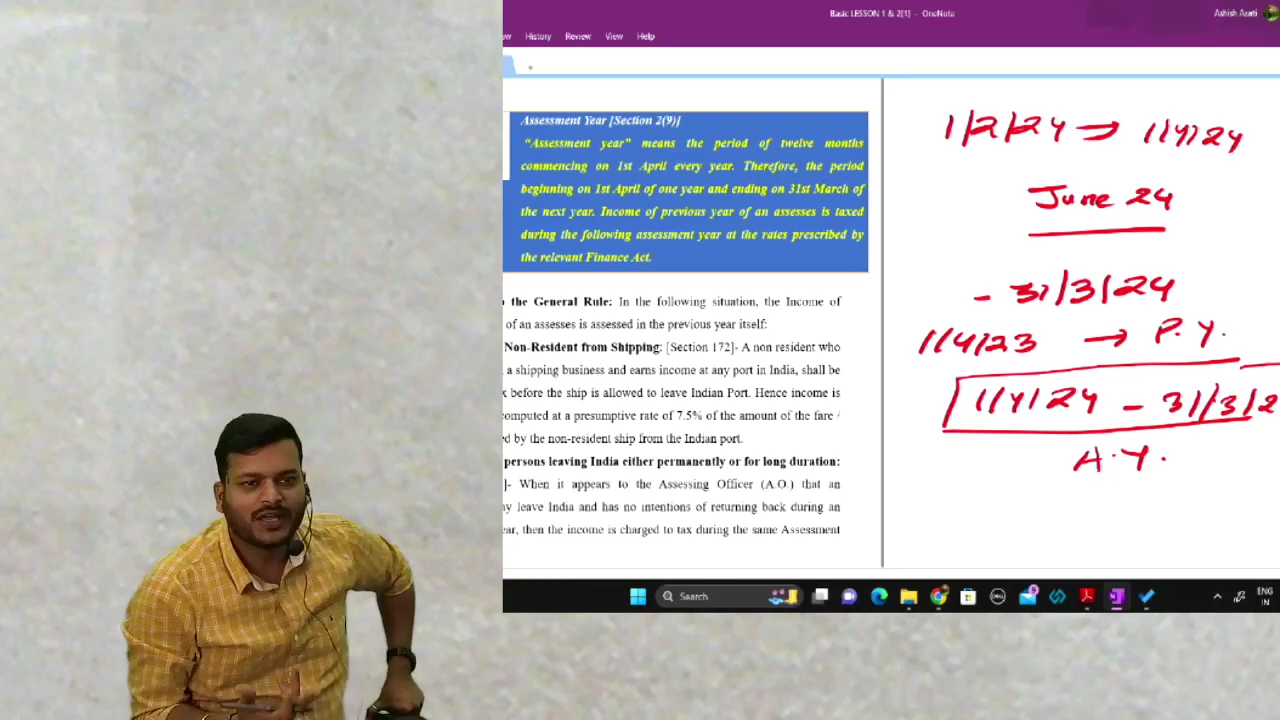 Basic LESSON 1 & 2[1] - OneNote
Ashish Asati
History Review View Help
Assessment Year [Section 2(9)]
“Assessment year” means the period of twelve months
commencing on 1st April every year. Therefore, the period
beginning on 1st April of one year and ending on 31st March of
the next year. Income of previous year of an assesses is taxed
during the following assessment year at the rates prescribed by
the relevant Finance Act.
the General Rule: In the following situation, the Income of
of an assesses is assessed in the previous year itself:
Non-Resident from Shipping: [Section 172]- A non resident who
a shipping business and earns income at any port in India, shall be
before the ship is allowed to leave Indian Port. Hence income is
computed at a presumptive rate of 7.5% of the amount of the fare /
by the non-resident ship from the Indian port.
persons leaving India either permanently or for long duration:
]- When it appears to the Assessing Officer (A.O.) that an
leave India and has no intentions of returning back during an
then the income is charged to tax during the same Assessment
1/2/24 → 1/4/24
June 24
- 31/3/24
1/4/23 → P.Y.
1/4/24 - 31/3/2
A.Y.
Search
ENG
IN